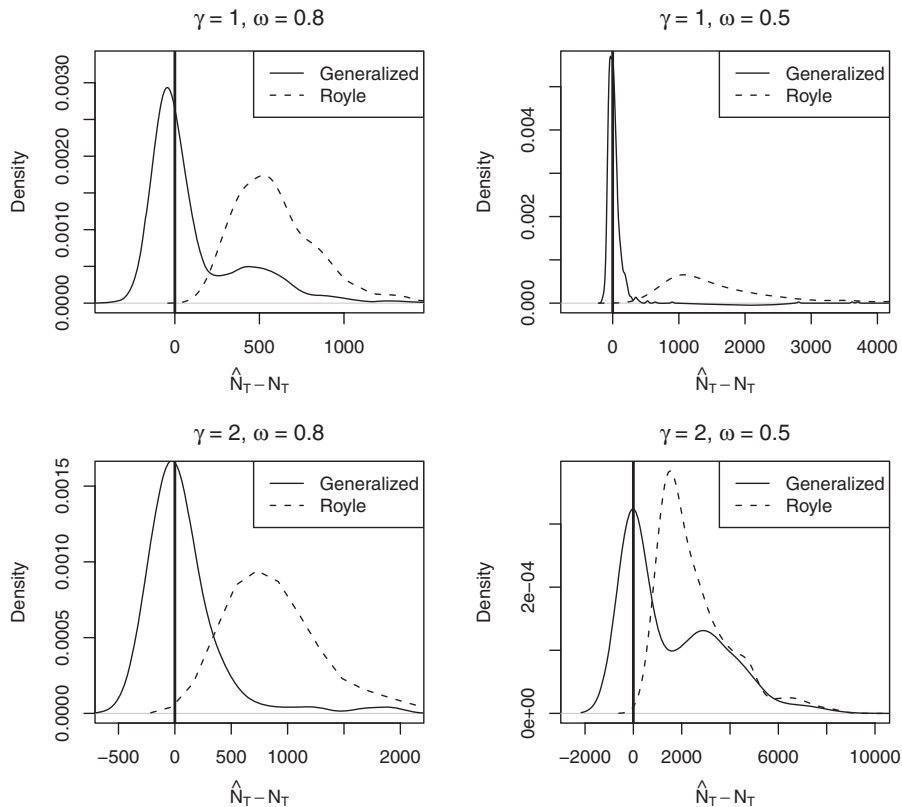 γ = 1, ω = 0.8
Generalized
Royle
Density
0.0000
0.0010
0.0020
0.0030
0 500 1000
N̂T − NT
γ = 1, ω = 0.5
Generalized
Royle
Density
0.000
0.002
0.004
0 1000 2000 3000 4000
N̂T − NT
γ = 2, ω = 0.8
Generalized
Royle
Density
0.0000
0.0005
0.0010
0.0015
−500 0 500 1000 2000
N̂T − NT
γ = 2, ω = 0.5
Generalized
Royle
Density
0e+00
2e−04
−2000 0 2000 6000 10000
N̂T − NT